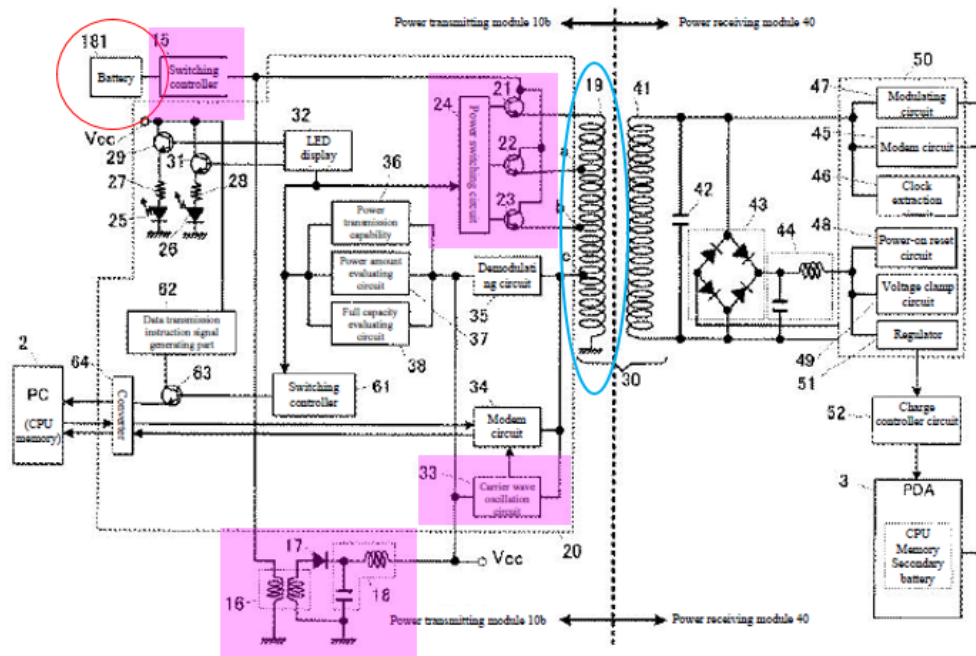 Power transmitting module 10b
Power receiving module 40
181
15
Battery
Switching
controller
Vcc
29
31
27
28
25
26
32
LED
display
24
Power switching circuit
21
22
23
19
a
b
c
41
42
43
44
50
47
Modulating
circuit
45
Modem circuit
46
Clock
extraction
circuit
48
Power-on reset
circuit
Voltage clamp
circuit
49
Regulator
51
36
Power
transmission
capability
Power amount
evaluating
circuit
37
Full capacity
evaluating
circuit
38
Demodulati
ng circuit
35
30
62
Data transmission
instruction signal
generating part
2
64
63
PC
(CPU
memory)
Converter
Switching
controller
61
34
Modem
circuit
33
Carrier wave
oscillation
circuit
20
52
Charge
controller circuit
3
PDA
CPU
Memory
Secondary
battery
17
Vcc
16
18
Power transmitting module 10b
Power receiving module 40